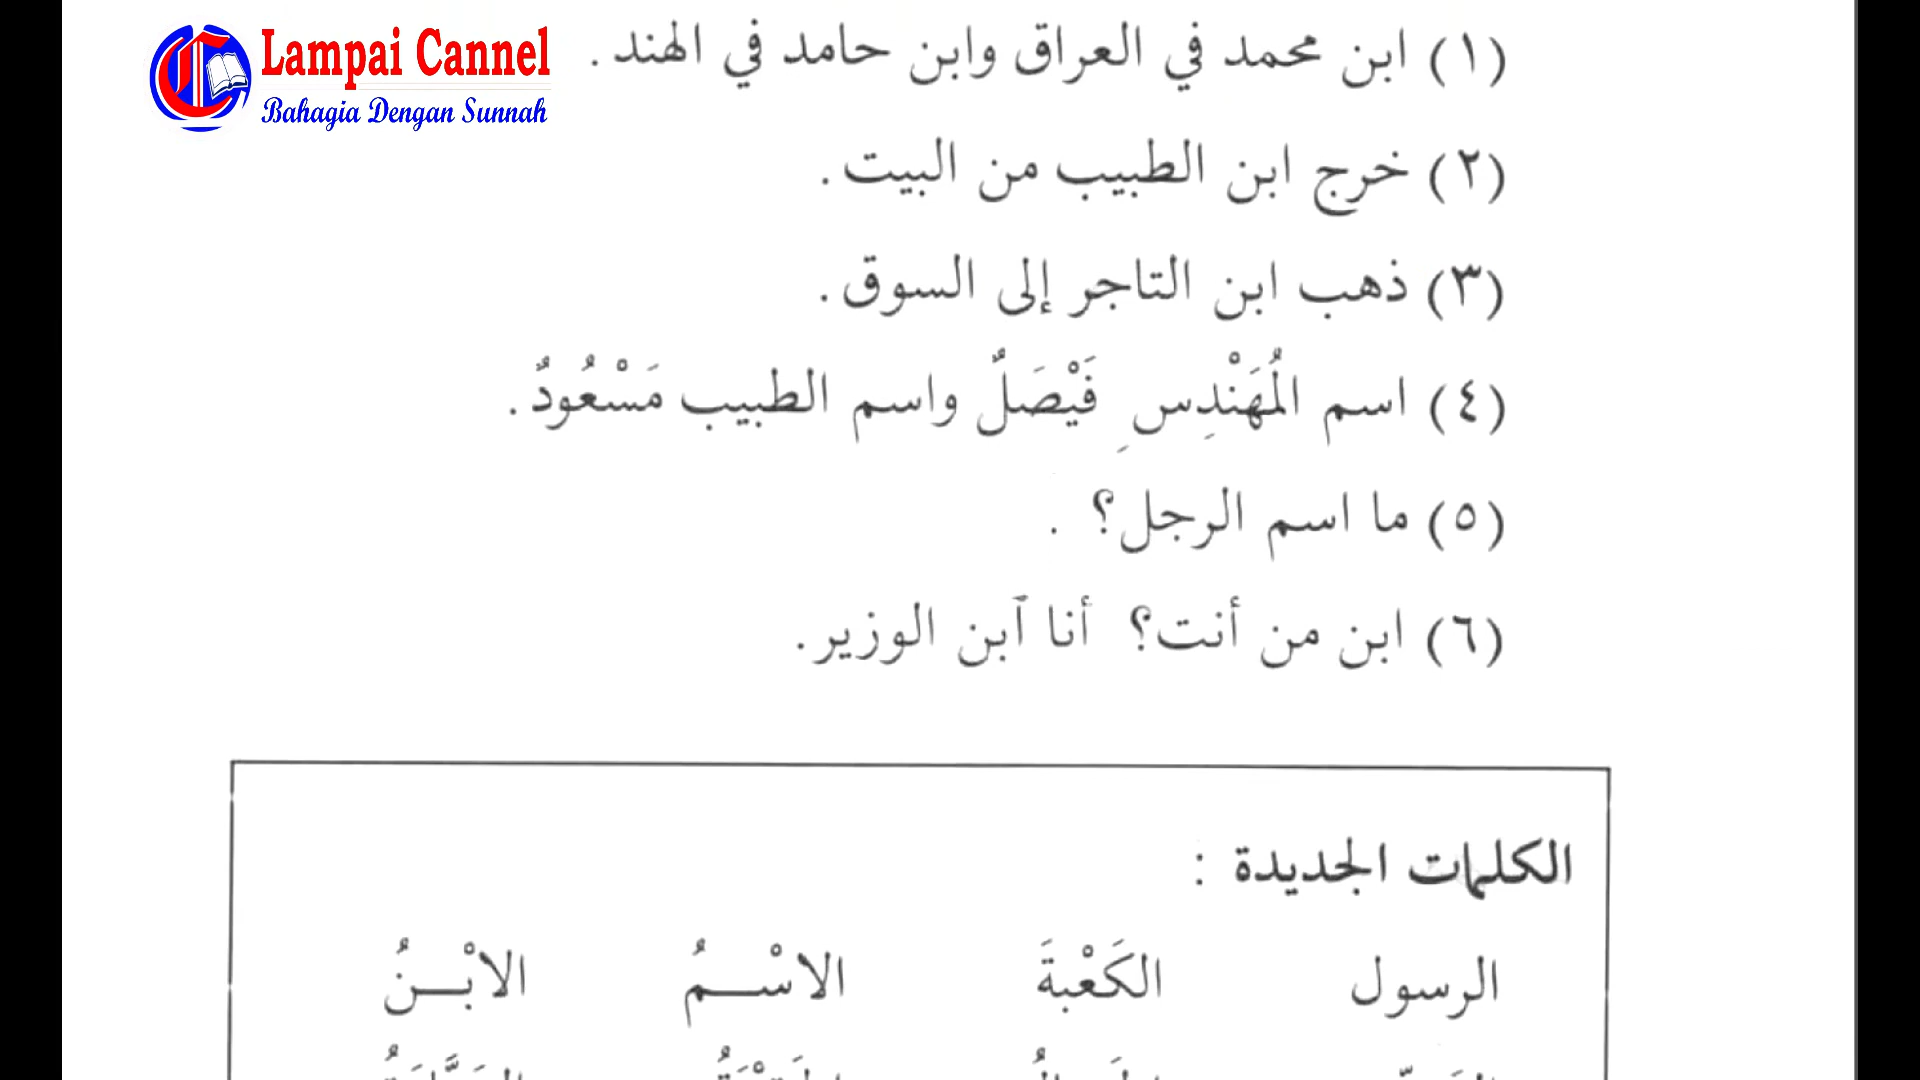 Lampai Cannel
Bahagia Dengan Sunnah
(١) ابن محمد في العراق وابن حامد في الهند .
(٢) خرج ابن الطبيب من البيت .
(٣) ذهب ابن التاجر إلى السوق .
(٤) اسم المُهَنْدِسِ فَيْصَلٌ واسم الطبيب مَسْعُودٌ .
(٥) ما اسم الرجل؟ .
(٦) ابن من أنت؟ أنا آبن الوزير .
الكلمات الجديدة :
الرسول الكَعْبَةَ الاسْـمُ الابْـنُ